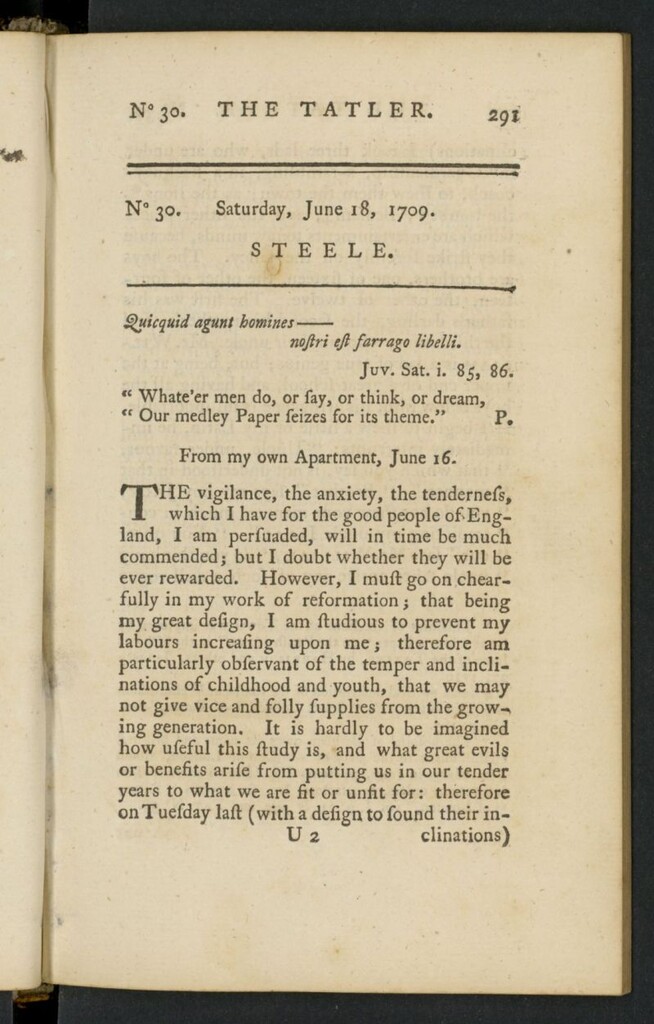 Nº 30. THE TATLER. 291
Nº 30. Saturday, June 18, 1709.
STEELE.
Quicquid agunt homines——
noſtri eſt farrago libelli.
Juv. Sat. i. 85, 86.
“ Whate'er men do, or ſay, or think, or dream,
“ Our medley Paper ſeizes for its theme.” P.
From my own Apartment, June 16.
THE vigilance, the anxiety, the tenderneſs,
which I have for the good people of Eng-
land, I am perſuaded, will in time be much
commended; but I doubt whether they will be
ever rewarded. However, I muſt go on chear-
fully in my work of reformation; that being
my great deſign, I am ſtudious to prevent my
labours increaſing upon me; therefore am
particularly obſervant of the temper and incli-
nations of childhood and youth, that we may
not give vice and folly ſupplies from the grow-
ing generation. It is hardly to be imagined
how uſeful this ſtudy is, and what great evils
or benefits ariſe from putting us in our tender
years to what we are fit or unfit for: therefore
on Tueſday laſt (with a deſign to ſound their in-
U 2 clinations)